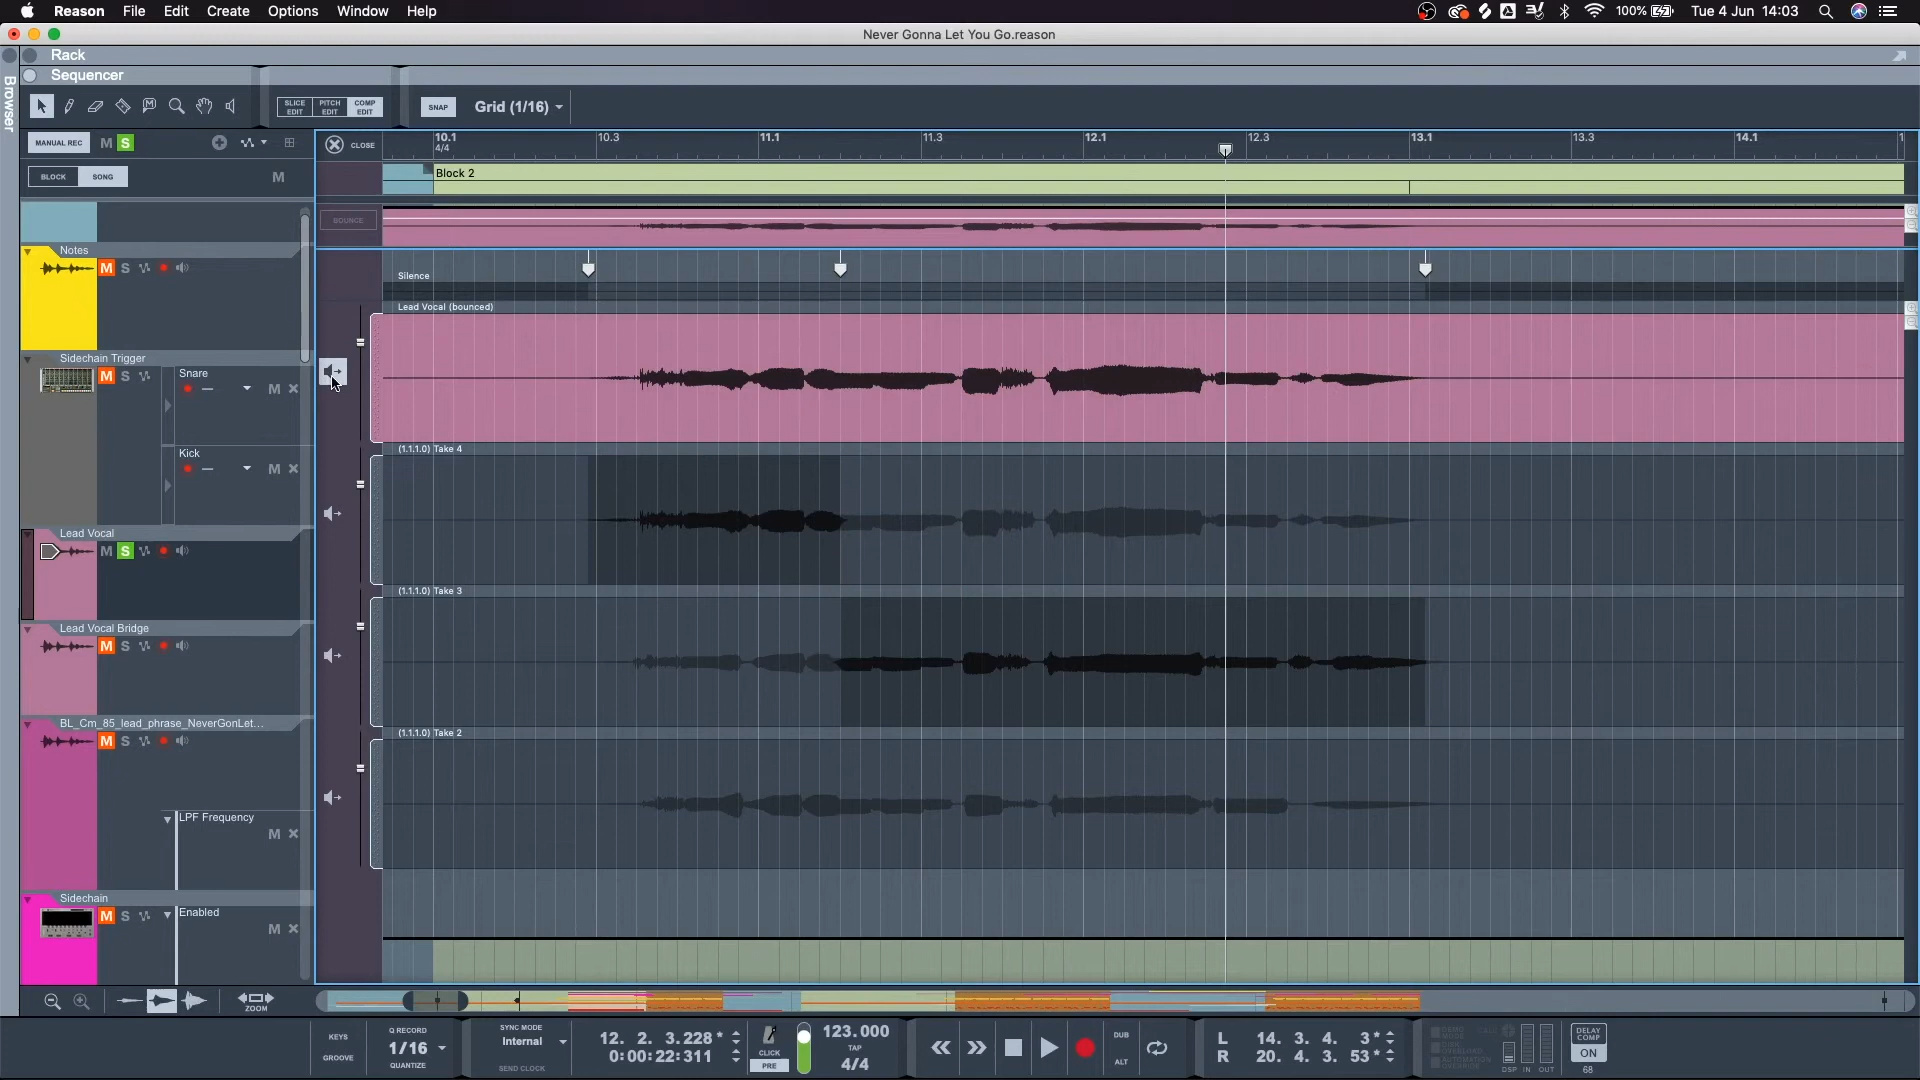 Reason File Edit Create Options Window Help 100% Tue 4 Jun 14:03
Never Gonna Let You Go.reason
Browser
Rack
Sequencer
SLICE EDIT PITCH EDIT COMP EDIT SNAP Grid (1/16)
MANUAL REC M S
CLOSE
10.1 10.3 11.1 11.3 12.1 12.3 13.1 13.3 14.1
4/4
BLOCK SONG M
Block 2
BOUNCE
Notes
M S
Silence
Lead Vocal (bounced)
Sidechain Trigger
M S
Snare
M
Kick
M
(1.1.1.0) Take 4
Lead Vocal
M S
(1.1.1.0) Take 3
Lead Vocal Bridge
M S
BL_Cm_85_lead_phrase_NeverGonLet...
M S
(1.1.1.0) Take 2
LPF Frequency
M
Sidechain
M S
Enabled
M
ZOOM
KEYS
GROOVE
Q RECORD
1/16
QUANTIZE
SYNC MODE
Internal
SEND CLOCK
12. 2. 3.228 *
0:00:22:311
CLICK
PRE
123.000
TAP
4/4
DUB
ALT
L 14. 3. 4. 3 *
R 20. 4. 3. 53 *
DSP IN OUT
DELAY COMP
ON
68